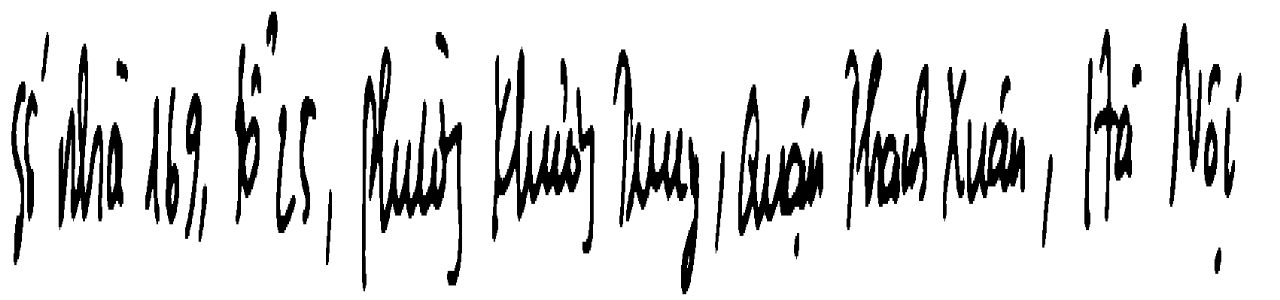 Số nhà 169, tổ 25, Phường Khương Trung, Quận Thanh Xuân, Hà Nội